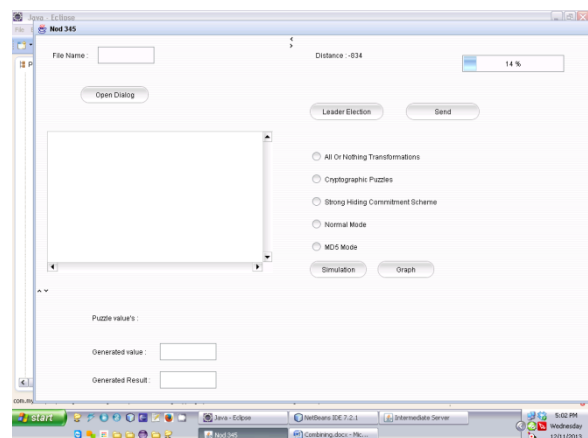 Java - Eclipse
Nod 345
File Name :
Distance : -834
14 %
Open Dialog
Leader Election
Send
All Or Nothing Transformations
Cryptographic Puzzles
Strong Hiding Commitment Scheme
Normal Mode
MD5 Mode
Simulation
Graph
Puzzle value's :
Generated value :
Generated Result :
com.my
start
Java - Eclipse
NetBeans IDE 7.2.1
Intermediate Server
5:02 PM
Wednesday
Nod 345
Combining.docx - Mic...